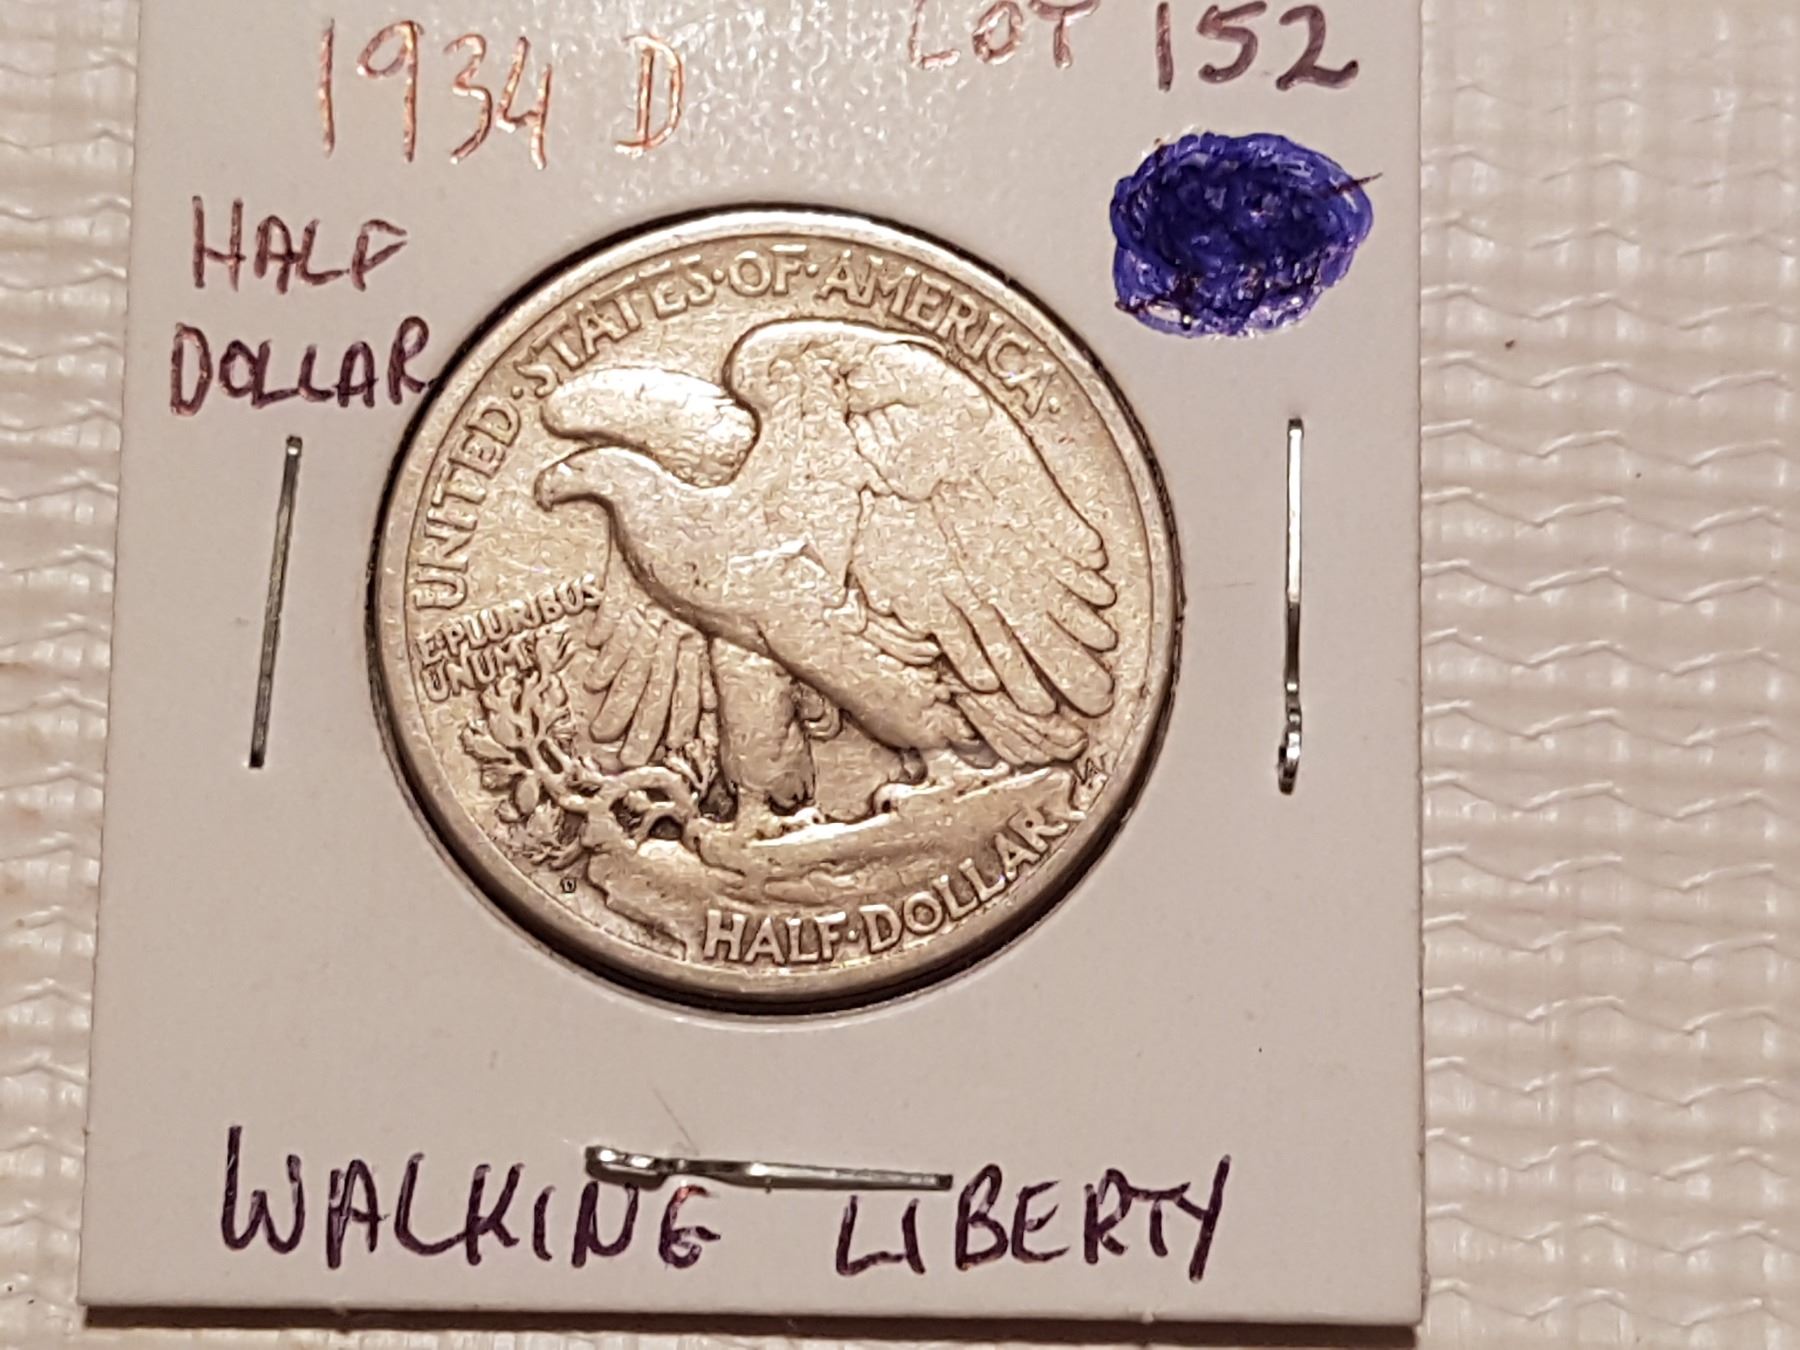 1934 D LOT 152
HALF
DOLLAR
UNITED·STATES·OF·AMERICA·
E·PLURIBUS
UNUM
D
HALF·DOLLAR
WALKING LIBERTY